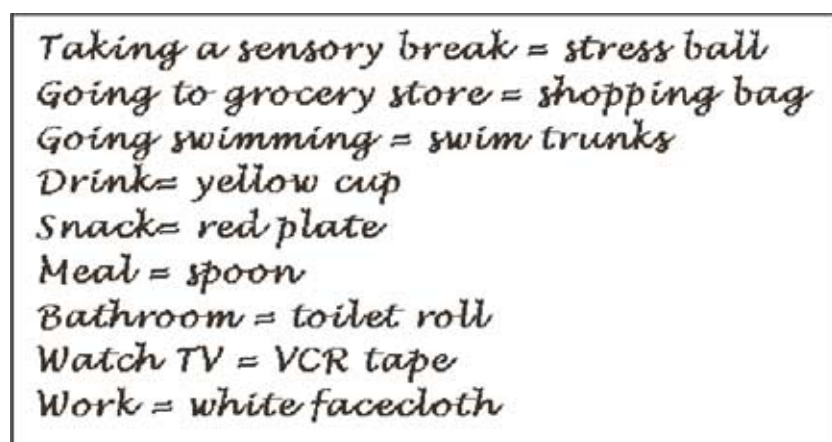 Taking a sensory break = stress ball
Going to grocery store = shopping bag
Going swimming = swim trunks
Drink= yellow cup
Snack= red plate
Meal = spoon
Bathroom = toilet roll
Watch TV = VCR tape
Work = white facecloth